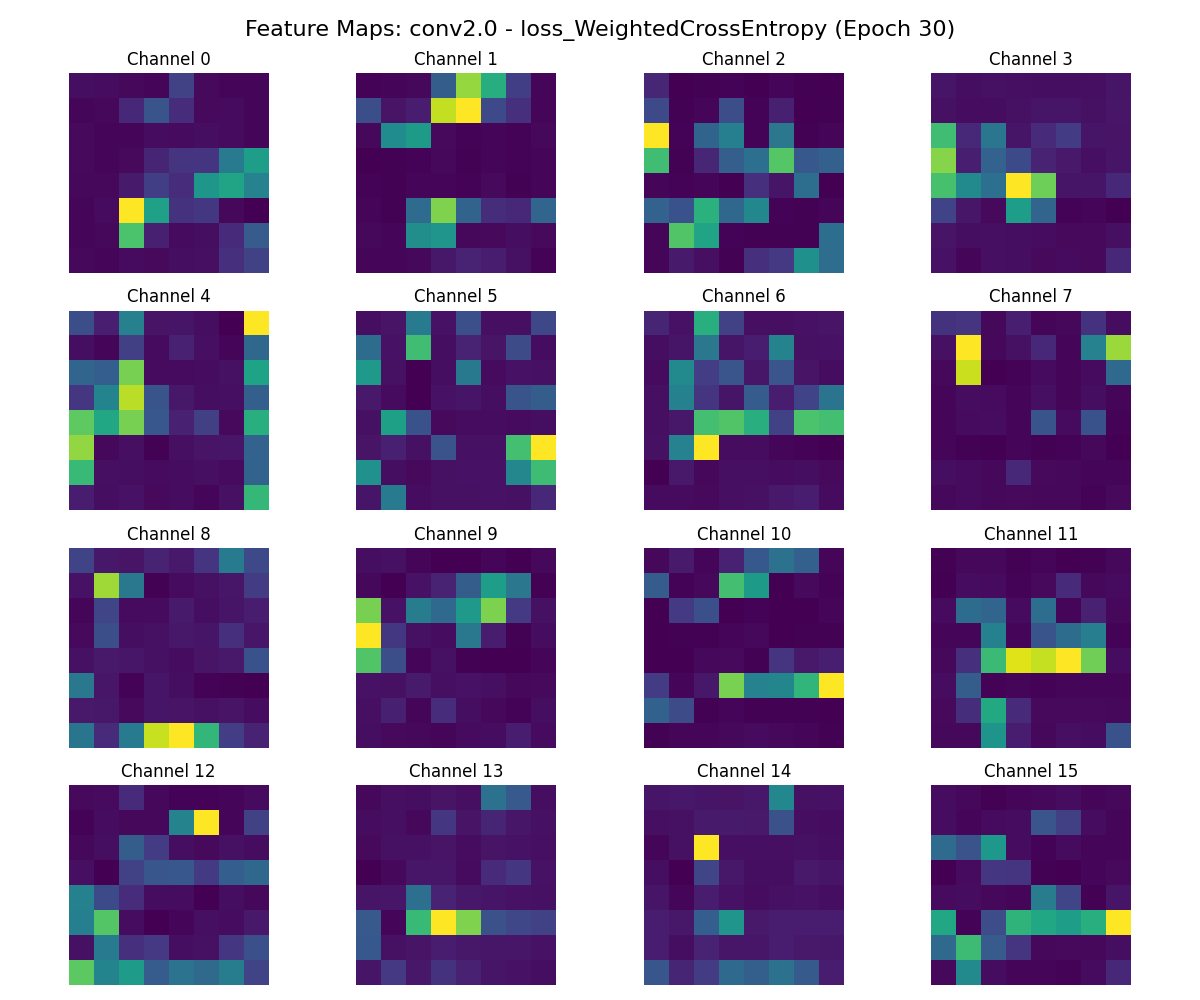 Feature Maps: conv2.0 - loss_WeightedCrossEntropy (Epoch 30)
Channel 0 Channel 1 Channel 2 Channel 3
Channel 4 Channel 5 Channel 6 Channel 7
Channel 8 Channel 9 Channel 10 Channel 11
Channel 12 Channel 13 Channel 14 Channel 15